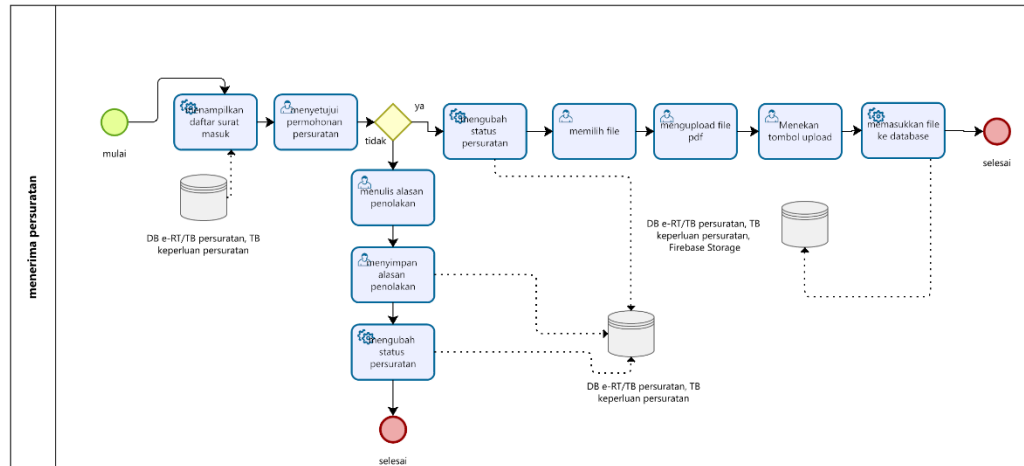 menerima persuratan
mulai
menampilkan
daftar surat
masuk
menyetujui
permohonan
persuratan
ya
tidak
mengubah
status
persuratan
memilih file
mengupload file
pdf
Menekan
tombol upload
memasukkan file
ke database
selesai
DB e-RT/TB persuratan, TB
keperluan persuratan
menulis alasan
penolakan
menyimpan
alasan
penolakan
mengubah
status
persuratan
selesai
DB e-RT/TB persuratan, TB
keperluan persuratan,
Firebase Storage
DB e-RT/TB persuratan, TB
keperluan persuratan